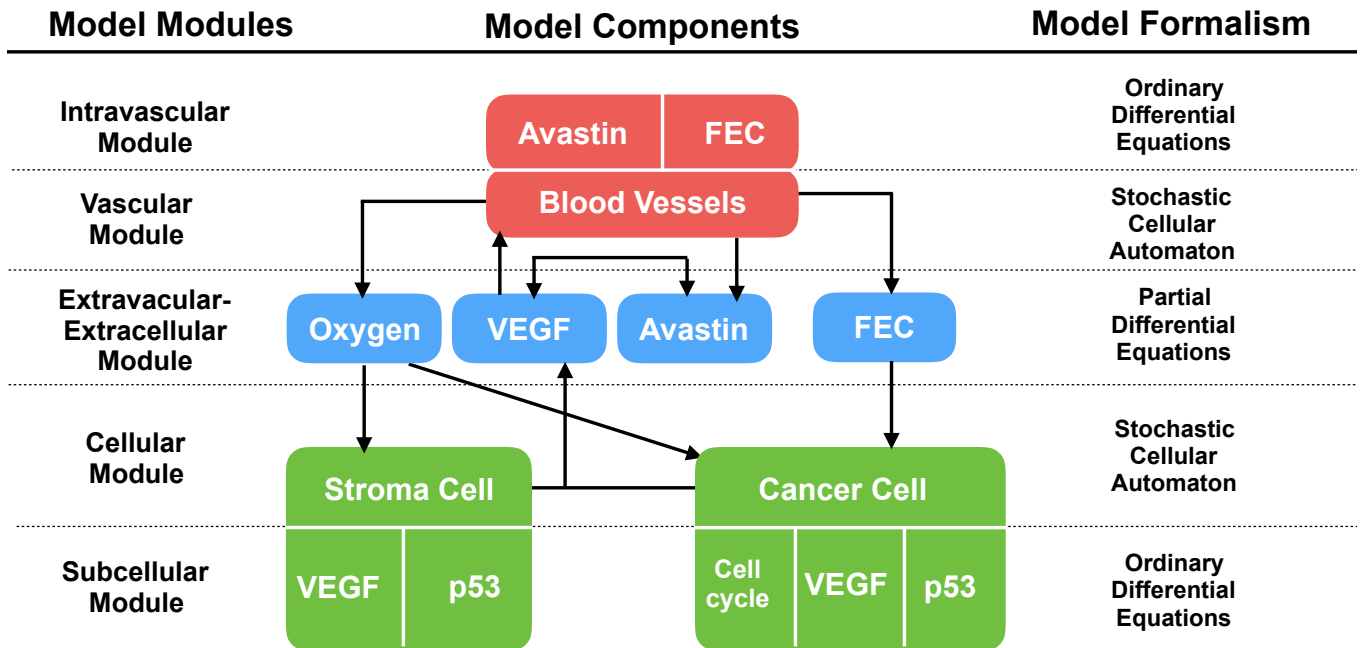 Model Modules
Model Components
Model Formalism
Intravascular
Module
Avastin
FEC
Ordinary
Differential
Equations
Vascular
Module
Blood Vessels
Stochastic
Cellular
Automaton
Extravacular-
Extracellular
Module
Oxygen
VEGF
Avastin
FEC
Partial
Differential
Equations
Cellular
Module
Stroma Cell
Cancer Cell
Stochastic
Cellular
Automaton
Subcellular
Module
VEGF
p53
Cell
cycle
VEGF
p53
Ordinary
Differential
Equations